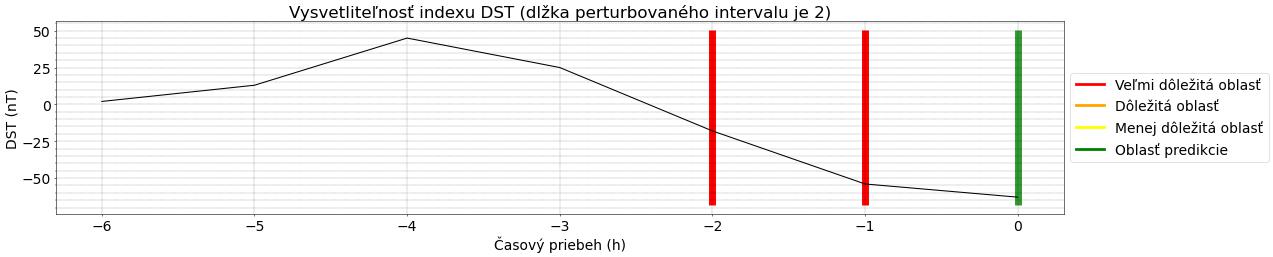 Vysvetliteľnosť indexu DST (dĺžka perturbovaného intervalu je 2)
DST (nT)
50
25
0
−25
−50
−6
−5
−4
−3
−2
−1
0
Časový priebeh (h)
Veľmi dôležitá oblasť
Dôležitá oblasť
Menej dôležitá oblasť
Oblasť predikcie